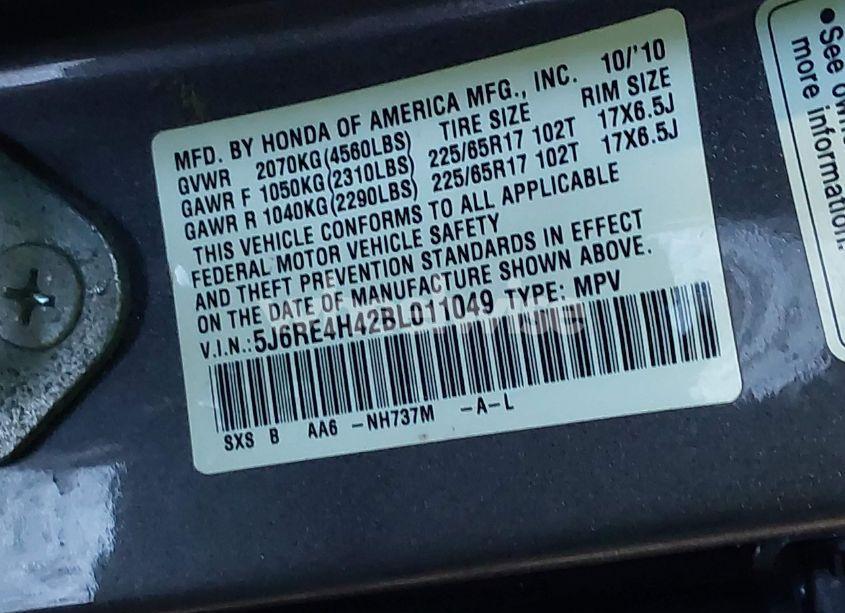 MFD. BY HONDA OF AMERICA MFG., INC. 10/'10
GVWR 2070KG(4560LBS) TIRE SIZE RIM SIZE
GAWR F 1050KG(2310LBS) 225/65R17 102T 17X6.5J
GAWR R 1040KG(2290LBS) 225/65R17 102T 17X6.5J
THIS VEHICLE CONFORMS TO ALL APPLICABLE
FEDERAL MOTOR VEHICLE SAFETY
AND THEFT PREVENTION STANDARDS IN EFFECT
ON THE DATE OF MANUFACTURE SHOWN ABOVE.
V.I.N.:5J6RE4H42BL011049 TYPE: MPV
SXS B AA6 -NH737M -A-L
•See
more information.